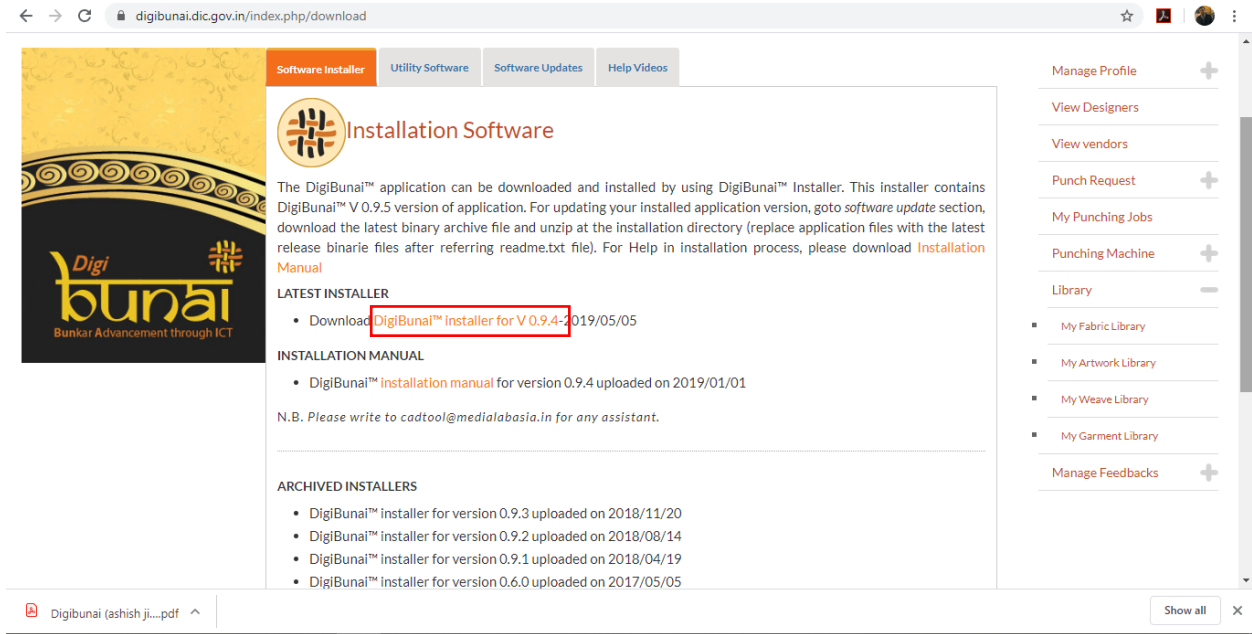 digibunai.dic.gov.in/index.php/download
Software Installer
Utility Software
Software Updates
Help Videos
Installation Software
The DigiBunai™ application can be downloaded and installed by using DigiBunai™ Installer. This installer contains
DigiBunai™ V 0.9.5 version of application. For updating your installed application version, goto software update section,
download the latest binary archive file and unzip at the installation directory (replace application files with the latest
release binarie files after referring readme.txt file). For Help in installation process, please download Installation
Manual
LATEST INSTALLER
• Download DigiBunai™ Installer for V 0.9.4-2019/05/05
INSTALLATION MANUAL
• DigiBunai™ installation manual for version 0.9.4 uploaded on 2019/01/01
N.B. Please write to cadtool@medialabasia.in for any assistant.
ARCHIVED INSTALLERS
• DigiBunai™ installer for version 0.9.3 uploaded on 2018/11/20
• DigiBunai™ installer for version 0.9.2 uploaded on 2018/08/14
• DigiBunai™ installer for version 0.9.1 uploaded on 2018/04/19
• DigiBunai™ installer for version 0.6.0 uploaded on 2017/05/05
Digi
bunai
Bunkar Advancement through ICT
Manage Profile
View Designers
View vendors
Punch Request
My Punching Jobs
Punching Machine
Library
My Fabric Library
My Artwork Library
My Weave Library
My Garment Library
Manage Feedbacks
Digibunai (ashish ji....pdf
Show all